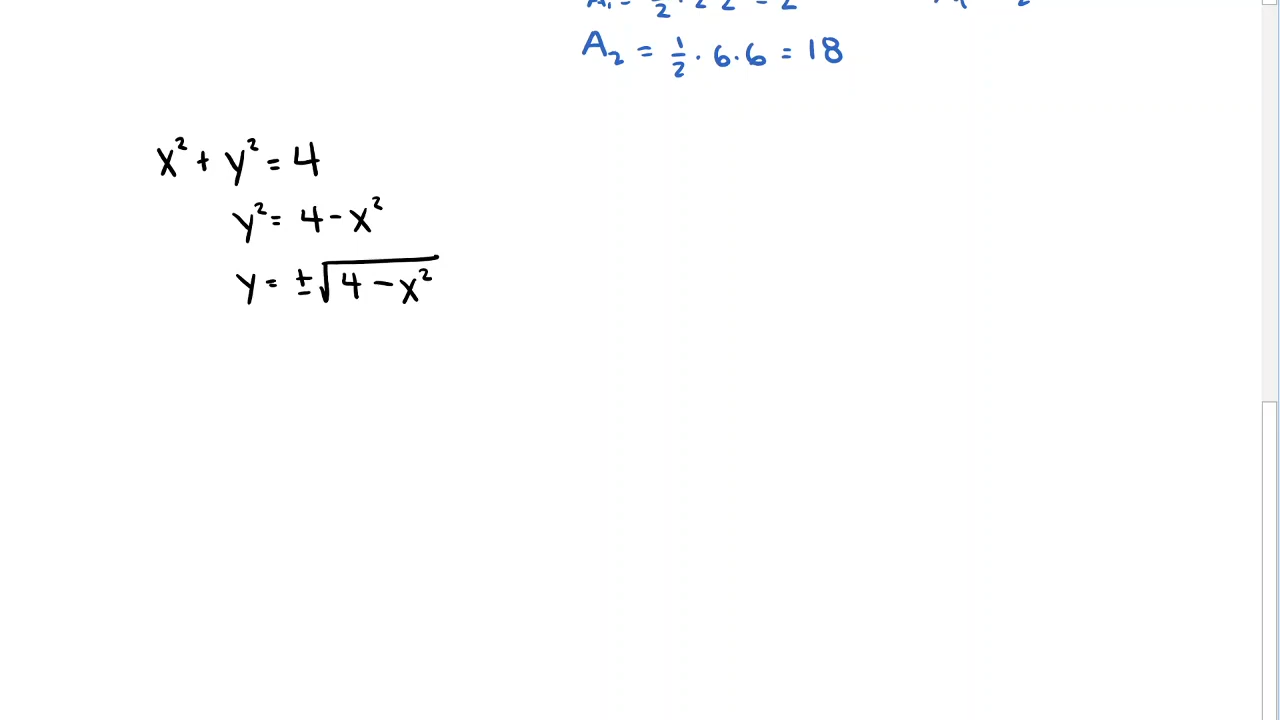 A₂ = 1/2 · 6 · 6 = 18
x² + y² = 4
y² = 4 - x²
y = ±√(4 - x²)